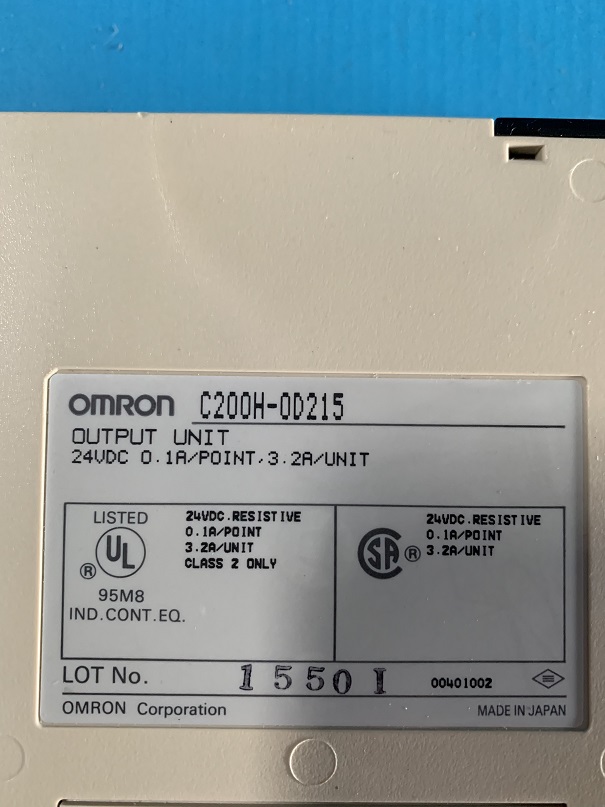 OMRON C200H-OD215
OUTPUT UNIT
24VDC 0.1A/POINT,3.2A/UNIT
LISTED
UL
®
95M8
IND.CONT.EQ.
24VDC.RESISTIVE
0.1A/POINT
3.2A/UNIT
CLASS 2 ONLY
SA ®
24VDC.RESISTIVE
0.1A/POINT
3.2A/UNIT
LOT No. 1550 I 00401002
OMRON Corporation MADE IN JAPAN